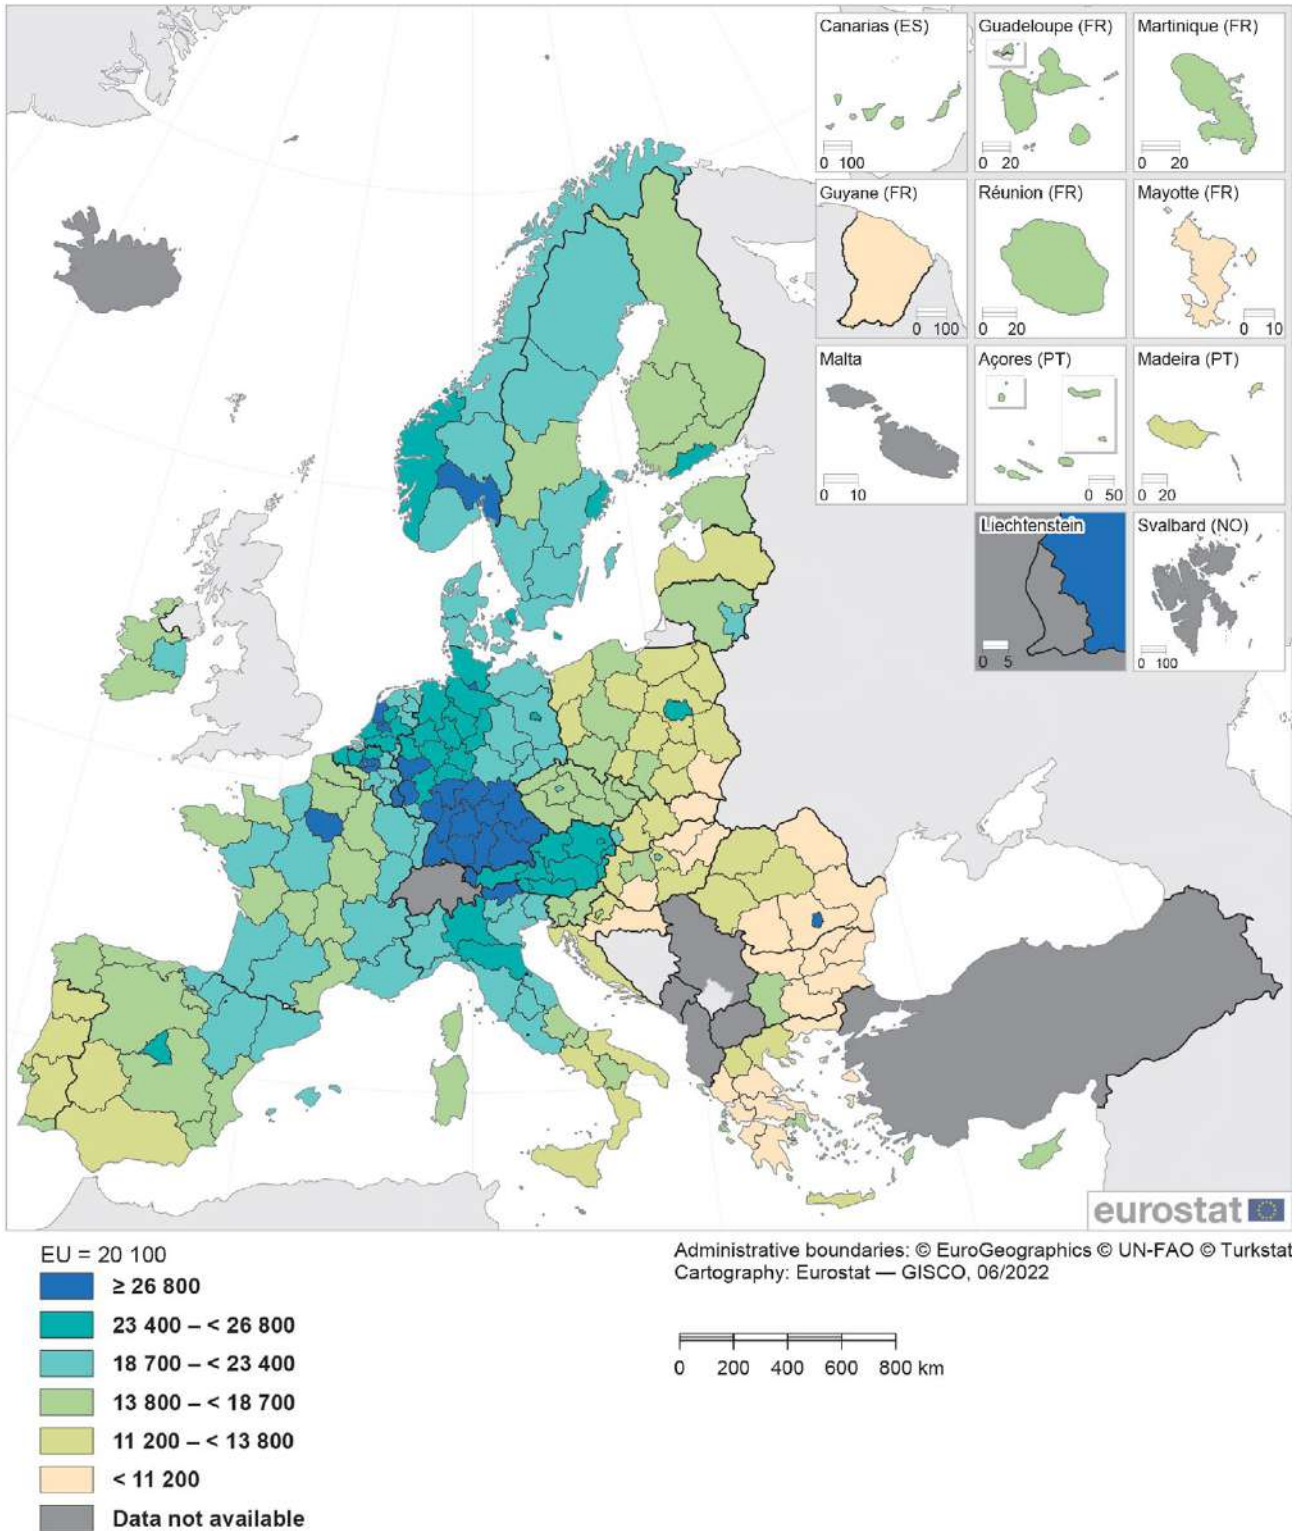 Canarias (ES)
0 100
Guadeloupe (FR)
0 20
Martinique (FR)
0 20
Guyane (FR)
0 100
Réunion (FR)
0 20
Mayotte (FR)
0 10
Malta
0 10
Açores (PT)
0 50
Madeira (PT)
0 20
Liechtenstein
0 5
Svalbard (NO)
0 100
eurostat
EU = 20 100
≥ 26 800
23 400 – < 26 800
18 700 – < 23 400
13 800 – < 18 700
11 200 – < 13 800
< 11 200
Data not available
Administrative boundaries: © EuroGeographics © UN-FAO © Turkstat
Cartography: Eurostat — GISCO, 06/2022
0 200 400 600 800 km